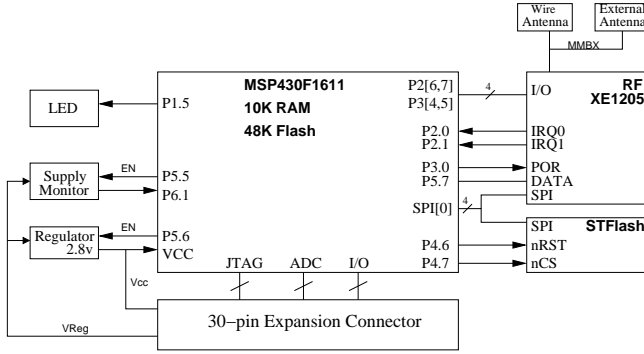 Wire
Antenna
External
Antenna
MMBX
MSP430F1611
10K RAM
48K Flash
P2[6,7]
P3[4,5]
4
I/O
RF
XE1205
LED
P1.5
P2.0
P2.1
IRQ0
IRQ1
Supply
Monitor
EN
P5.5
P6.1
P3.0
P5.7
POR
DATA
SPI
SPI[0]
4
Regulator
2.8v
EN
P5.6
VCC
SPI
STFlash
P4.6
P4.7
nRST
nCS
JTAG
ADC
I/O
Vcc
VReg
30−pin Expansion Connector